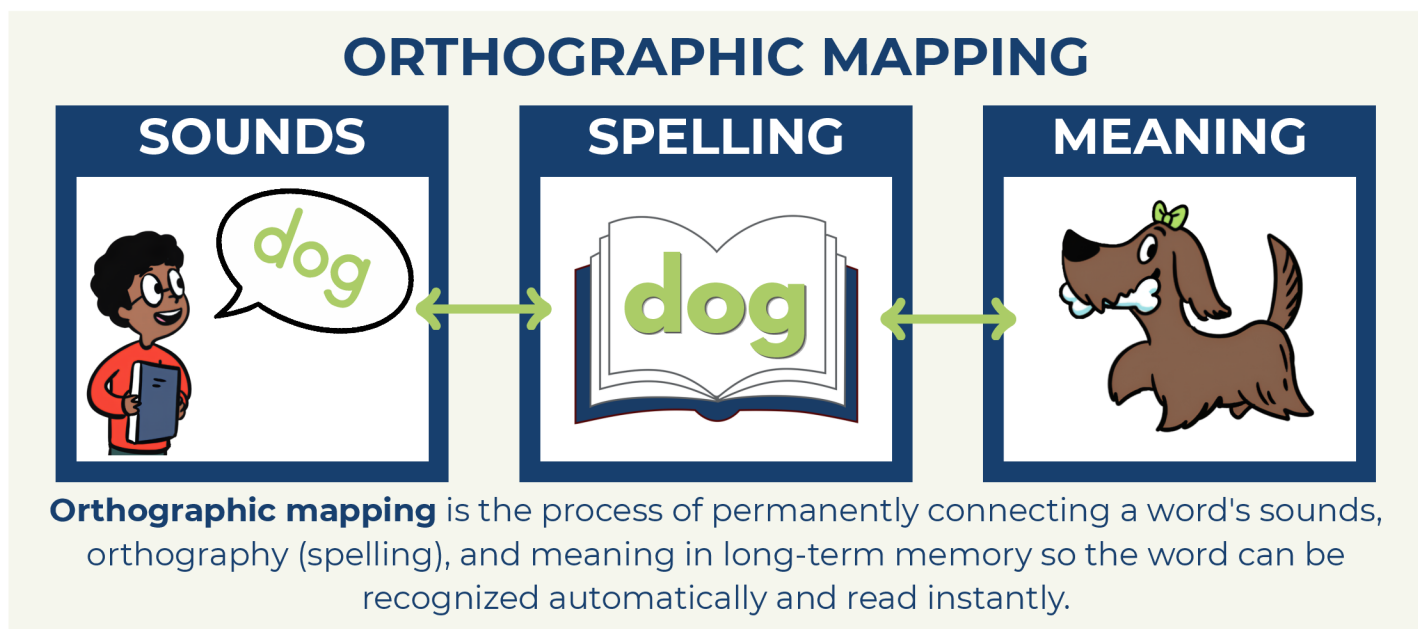 ORTHOGRAPHIC MAPPING
SOUNDS
dog
SPELLING
dog
MEANING
Orthographic mapping is the process of permanently connecting a word's sounds,
orthography (spelling), and meaning in long-term memory so the word can be
recognized automatically and read instantly.